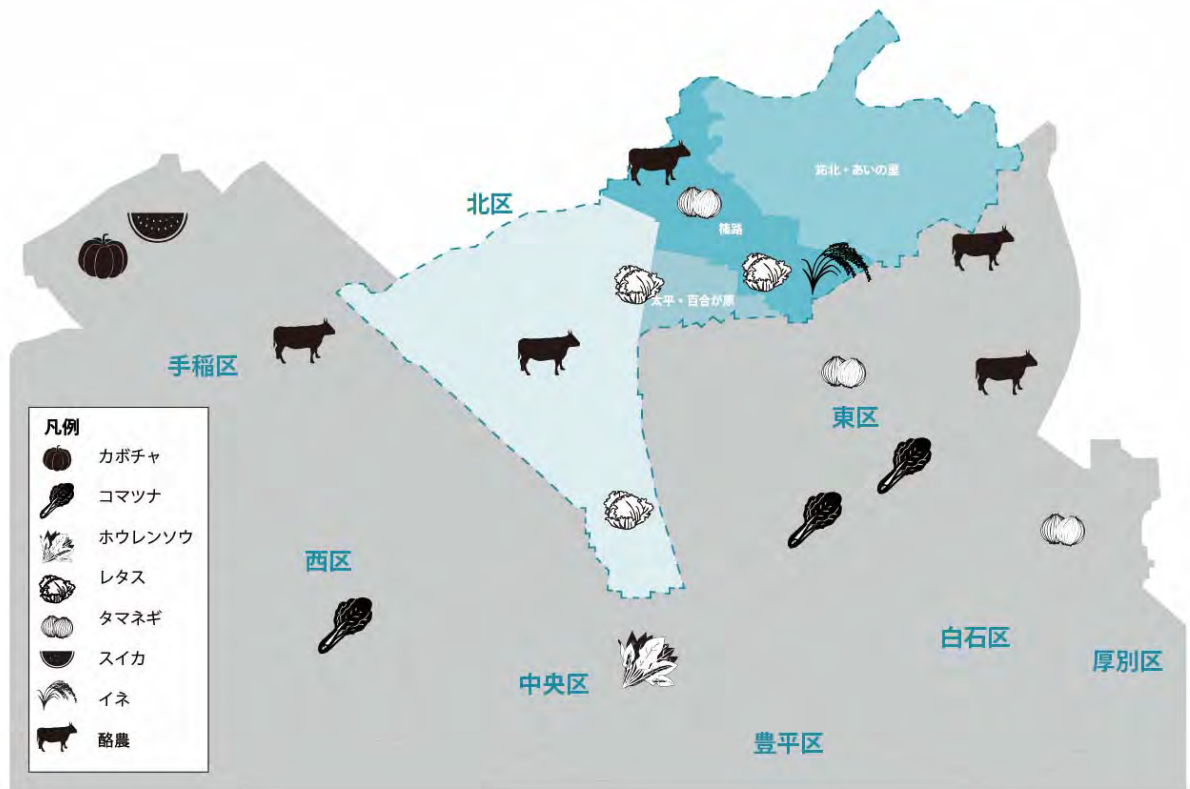 北区
拓北・あいの里
篠路
太平・百合が原
手稲区
東区
凡例
カボチャ
コマツナ
ホウレンソウ
レタス
タマネギ
スイカ
イネ
酪農
西区
白石区
厚別区
中央区
豊平区